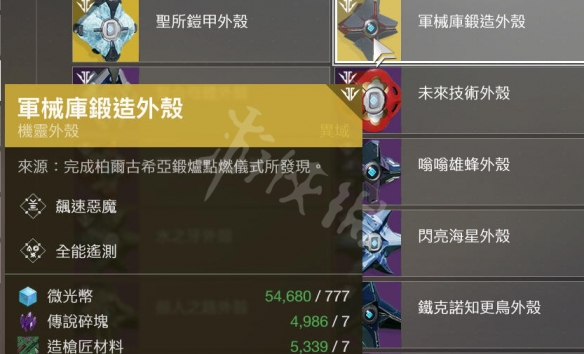 聖所鎧甲外殼
軍械庫鍛造外殼
軍械庫鍛造外殼
機靈外殼 異域
未來技術外殼
來源：完成柏爾古希亞鍛爐點燃儀式所發現。
嗡嗡雄蜂外殼
飆速惡魔
閃亮海星外殼
全能遙測
微光幣 54,680 / 777
鐵克諾知更鳥外殼
傳說碎塊 4,986 / 7
造槍匠材料 5,339 / 7